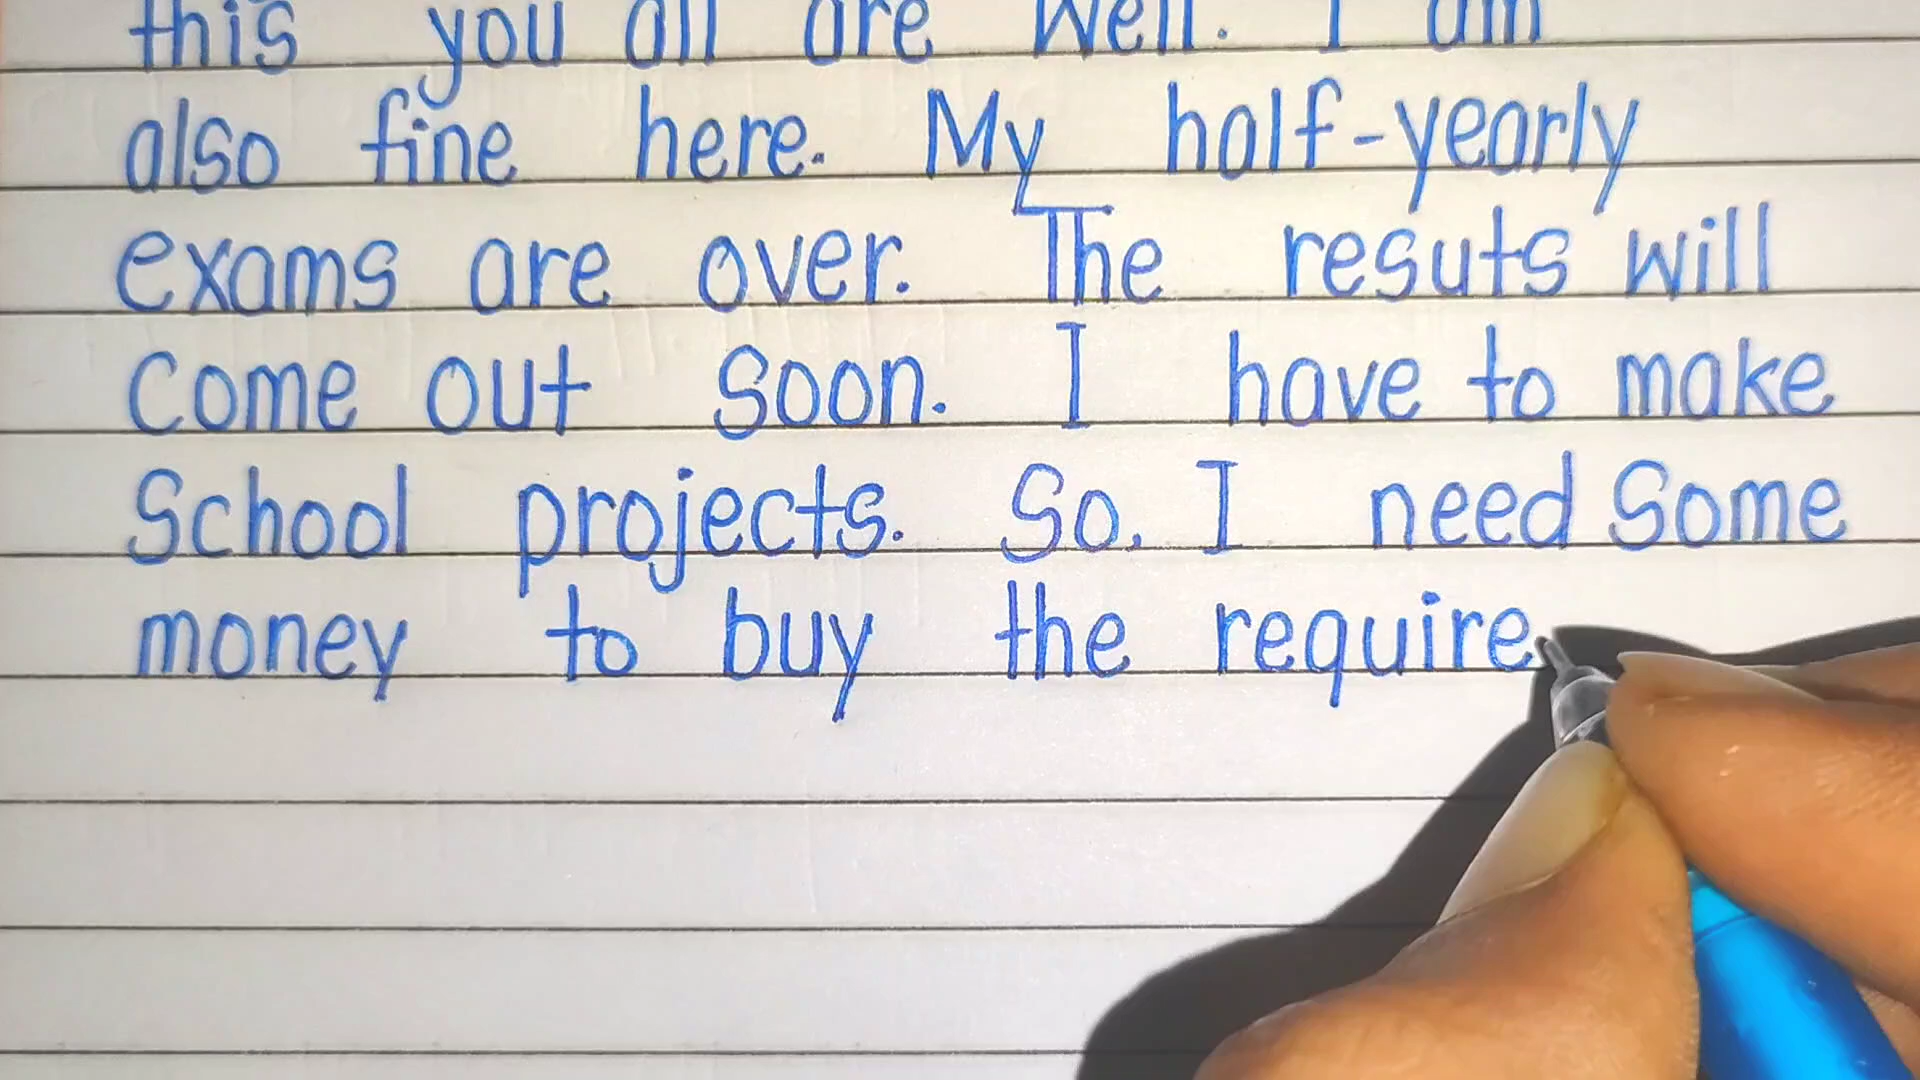 this you all are well. I am
also fine here. My half-yearly
exams are over. The resuts will
come out soon. I have to make
School projects. So, I need some
money to buy the require